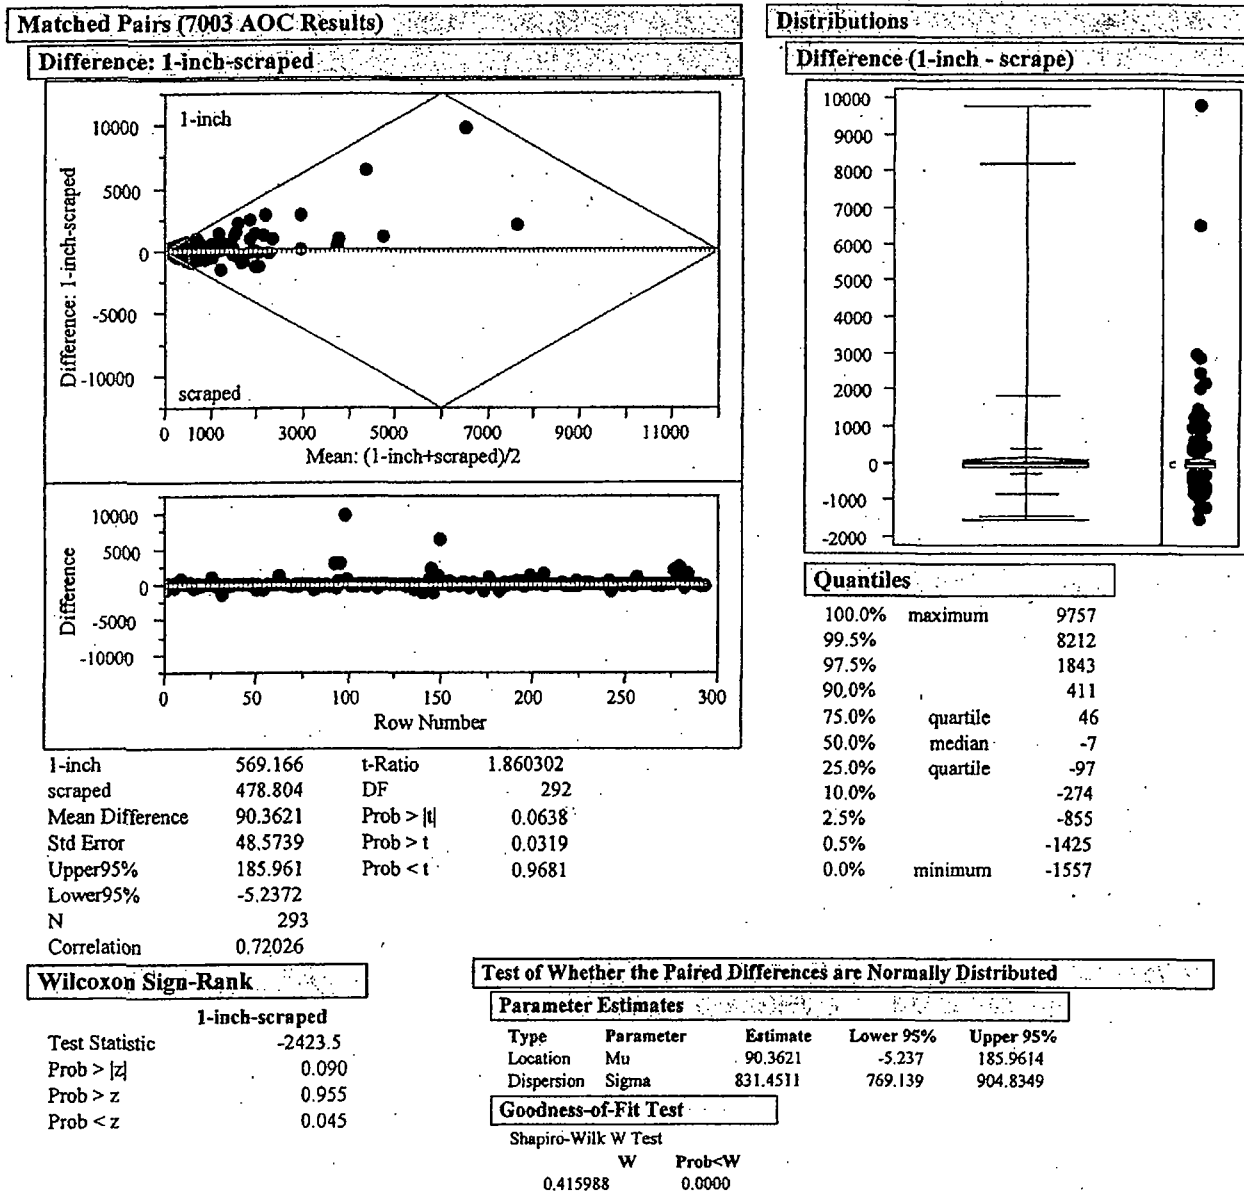 Matched Pairs (7003 AOC Results)
Difference: 1-inch-scraped
1-inch
10000
5000
0
-5000
-10000
Difference: 1-inch-scraped
scraped
0 1000 3000 5000 7000 9000 11000
Mean: (1-inch+scraped)/2
10000
5000
0
-5000
-10000
Difference
0 50 100 150 200 250 300
Row Number
1-inch 569.166 t-Ratio 1.860302
scraped 478.804 DF 292
Mean Difference 90.3621 Prob > |t| 0.0638
Std Error 48.5739 Prob > t 0.0319
Upper95% 185.961 Prob < t 0.9681
Lower95% -5.2372
N 293
Correlation 0.72026
Wilcoxon Sign-Rank
1-inch-scraped
Test Statistic -2423.5
Prob > |z| 0.090
Prob > z 0.955
Prob < z 0.045
Distributions
Difference (1-inch - scrape)
10000
9000
8000
7000
6000
5000
4000
3000
2000
1000
0
-1000
-2000
Quantiles
100.0% maximum 9757
99.5% 8212
97.5% 1843
90.0% 411
75.0% quartile 46
50.0% median -7
25.0% quartile -97
10.0% -274
2.5% -855
0.5% -1425
0.0% minimum -1557
Test of Whether the Paired Differences are Normally Distributed
Parameter Estimates
Type Parameter Estimate Lower 95% Upper 95%
Location Mu 90.3621 -5.237 185.9614
Dispersion Sigma 831.4511 769.139 904.8349
Goodness-of-Fit Test
Shapiro-Wilk W Test
W Prob<W
0.415988 0.0000